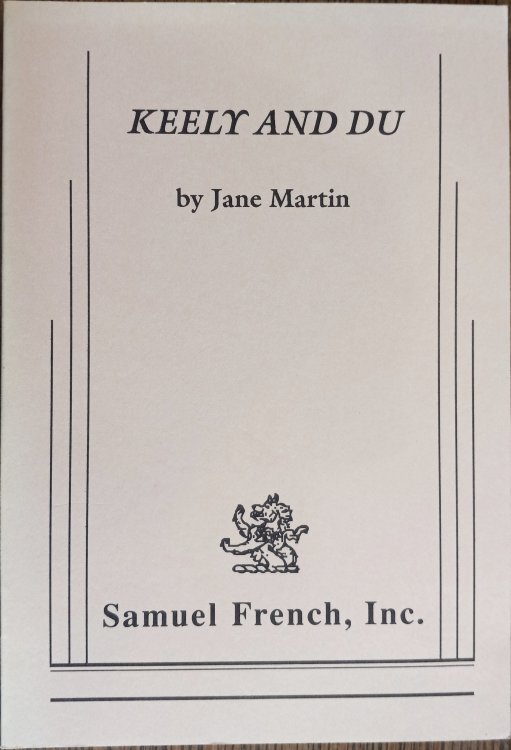 KEELY AND DU
by Jane Martin
Samuel French, Inc.